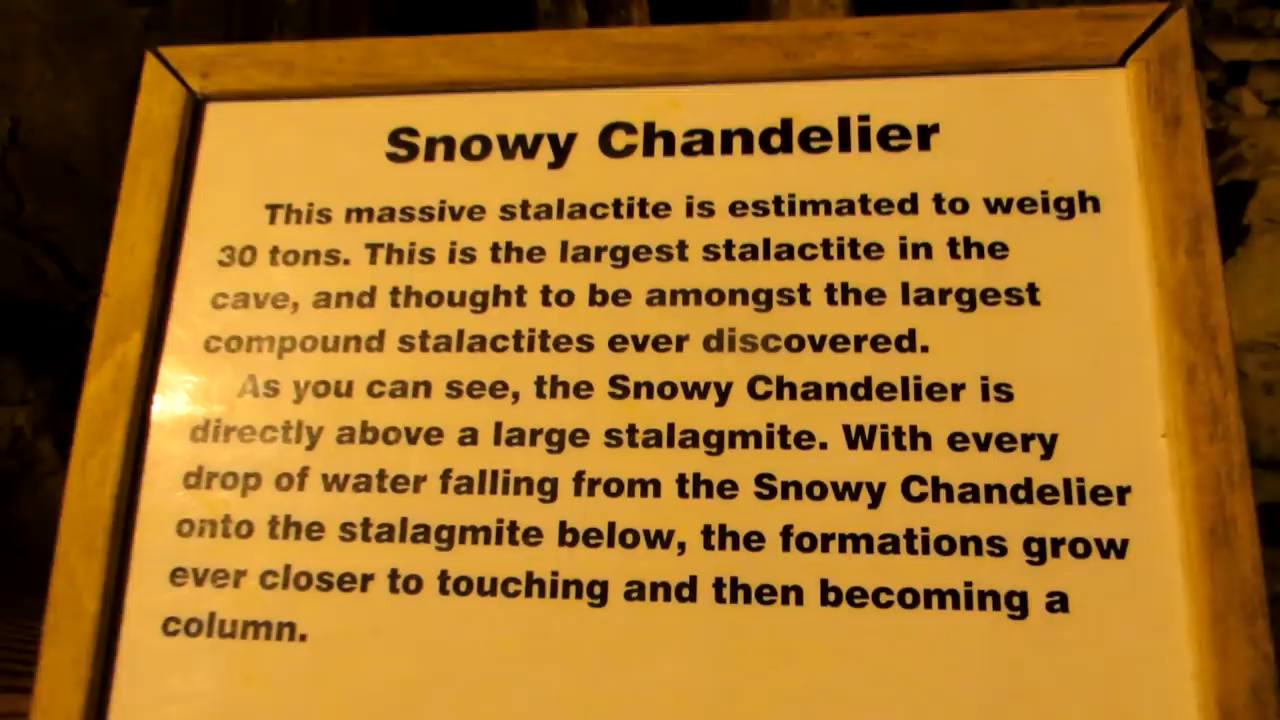 Snowy Chandelier
This massive stalactite is estimated to weigh
30 tons. This is the largest stalactite in the
cave, and thought to be amongst the largest
compound stalactites ever discovered.
As you can see, the Snowy Chandelier is
directly above a large stalagmite. With every
drop of water falling from the Snowy Chandelier
onto the stalagmite below, the formations grow
ever closer to touching and then becoming a
column.